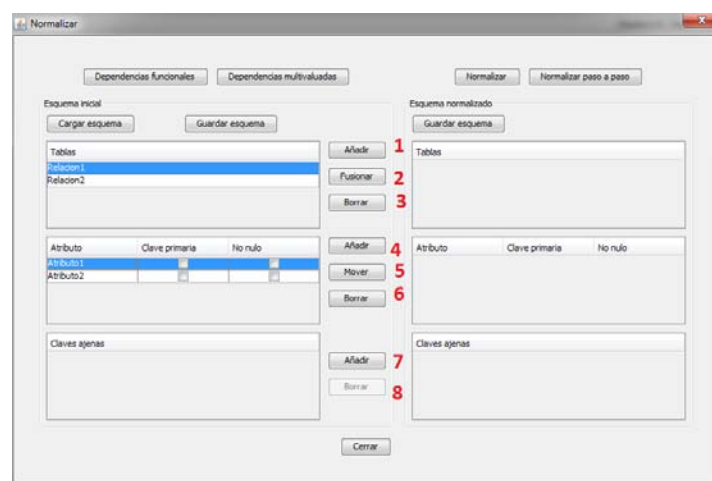 Normalizar
x
Dependencias funcionales Dependencias multivaluadas Normalizar Normalizar paso a paso
Esquema inicial Esquema normalizado
Cargar esquema Guardar esquema Guardar esquema
Tablas Añadir 1 Tablas
Relacion1
Relacion2 Fusionar 2
Borrar 3
Atributo Clave primaria No nulo Añadir 4 Atributo Clave primaria No nulo
Atributo1
Atributo2 Mover 5
Borrar 6
Claves ajenas Claves ajenas
Añadir 7
Borrar 8
Cerrar